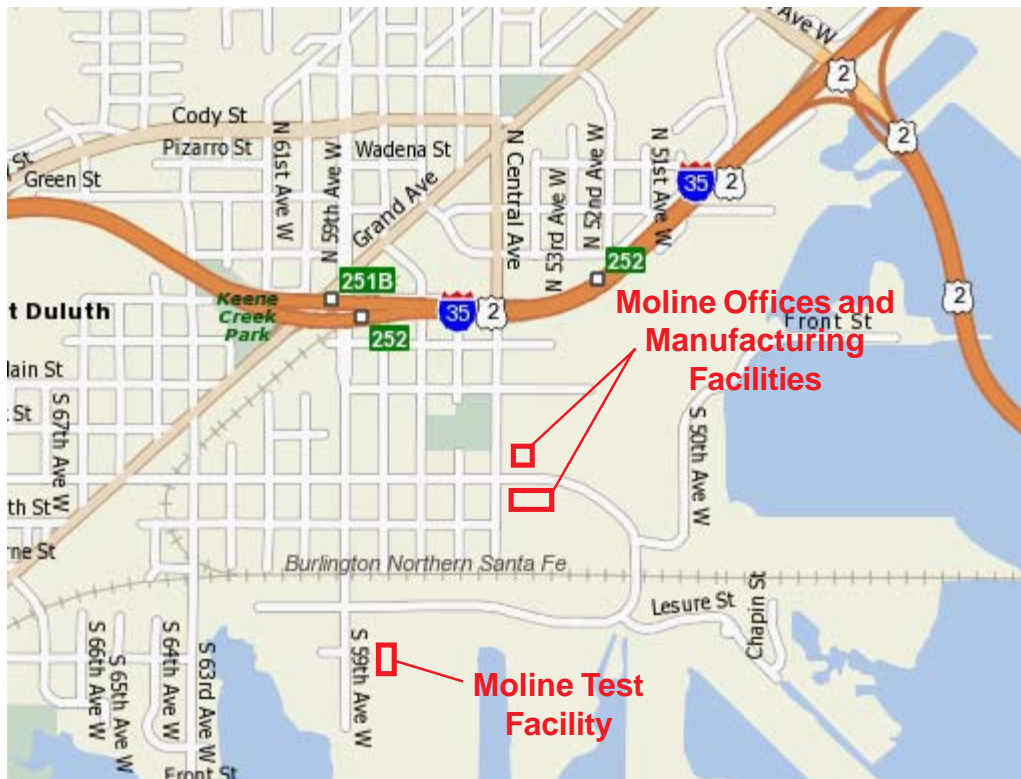 Ave W
2
Cody St
Pizarro St
Wadena St
Green St
St
N 61st Ave W
N 59th Ave W
Grand Ave
N Central Ave
N 53rd Ave W
N 52nd Ave W
N 51st Ave W
35
2
2
2
251B
252
252
35
2
Keene
Creek
Park
t Duluth
Moline Offices and
Manufacturing
Facilities
Front St
St
S 67th Ave W
S 50th Ave W
th St
St
Burlington Northern Santa Fe
Lesure St
Chapin St
S 66th Ave W
S 65th Ave W
S 64th Ave W
S 63rd Ave W
S 59th Ave W
Moline Test
Facility
Front St